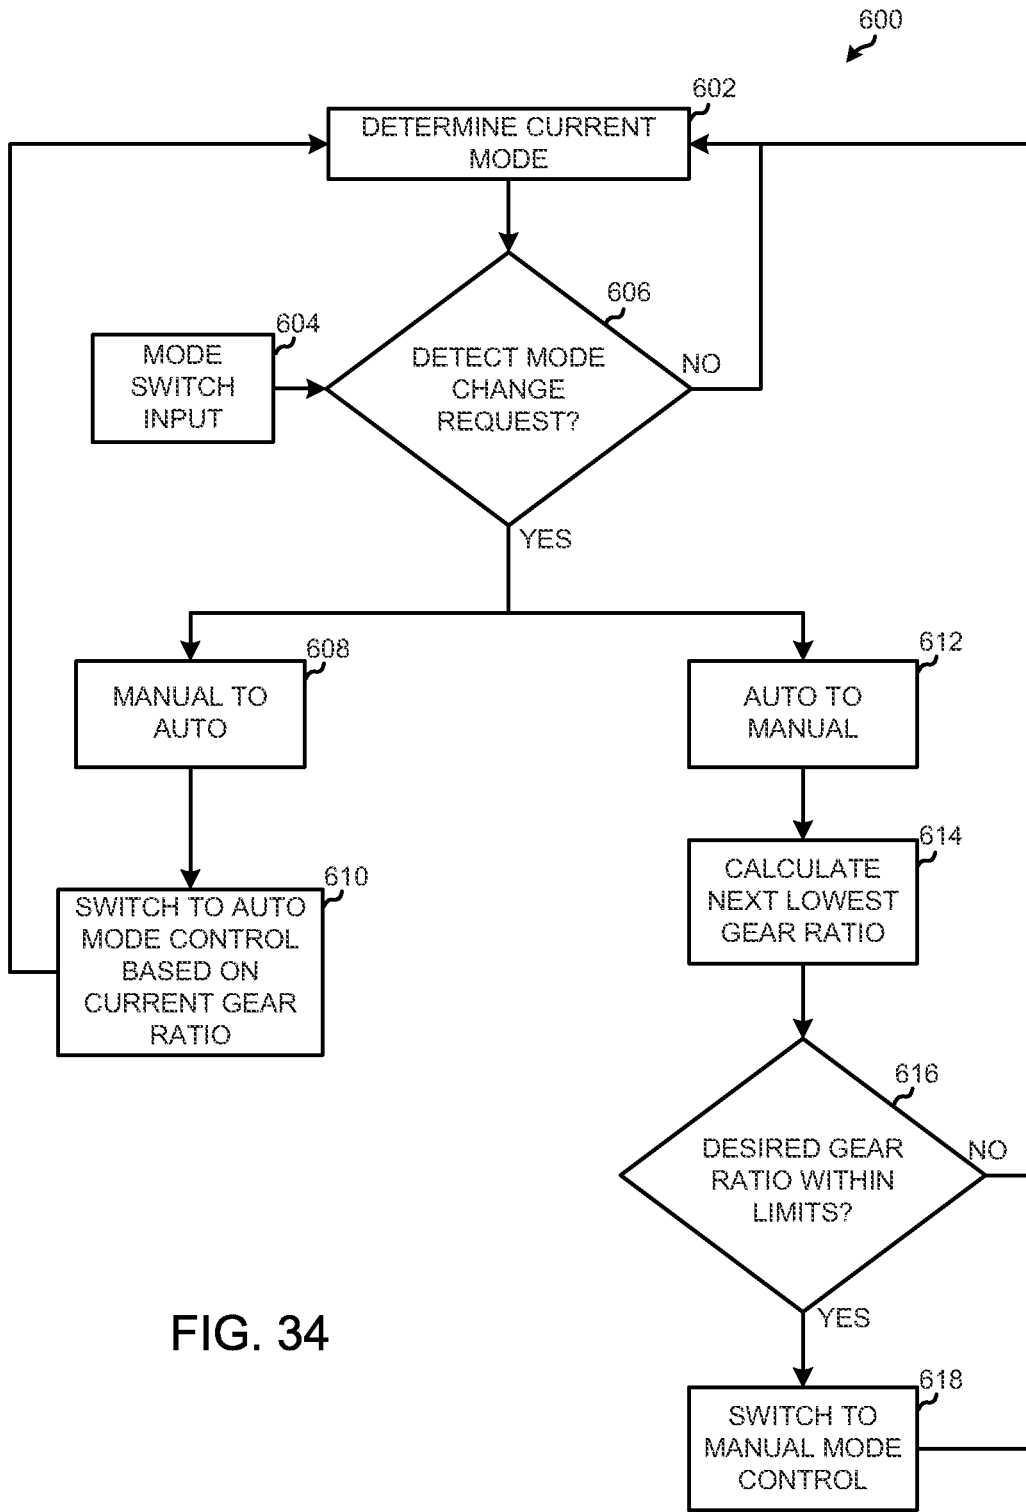 600
602
DETERMINE CURRENT
MODE
606
604
MODE
SWITCH
INPUT
DETECT MODE
CHANGE
REQUEST?
NO
YES
608
MANUAL TO
AUTO
612
AUTO TO
MANUAL
614
CALCULATE
NEXT LOWEST
GEAR RATIO
610
SWITCH TO AUTO
MODE CONTROL
BASED ON
CURRENT GEAR
RATIO
616
DESIRED GEAR
RATIO WITHIN
LIMITS?
NO
YES
FIG. 34
618
SWITCH TO
MANUAL MODE
CONTROL